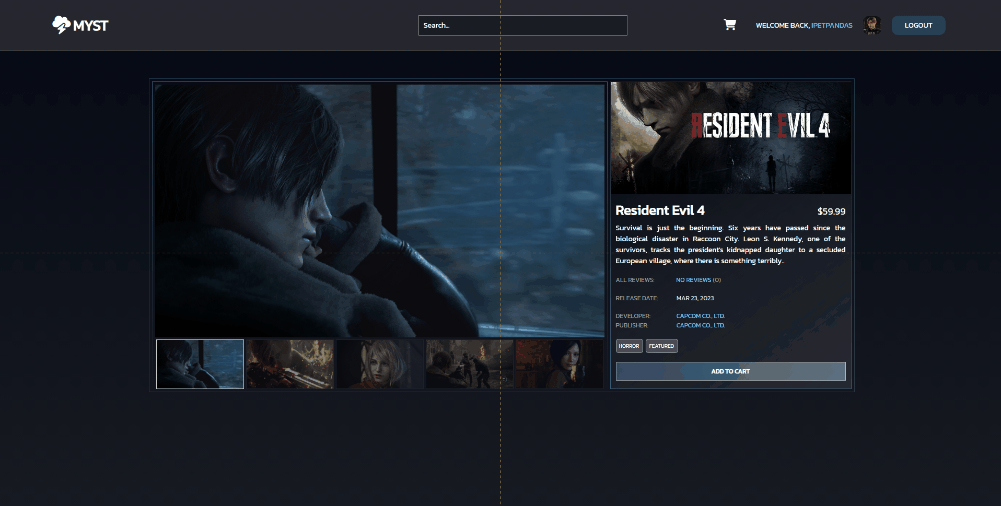 MYST
Search..
WELCOME BACK, IPETPANDAS
LOGOUT
RESIDENT EVIL 4
Resident Evil 4
$59.99
Survival is just the beginning. Six years have passed since the
biological disaster in Raccoon City. Leon S. Kennedy, one of the
survivors, tracks the president's kidnapped daughter to a secluded
European village, where there is something terribly..
ALL REVIEWS: NO REVIEWS (0)
RELEASE DATE: MAR 23, 2023
DEVELOPER: CAPCOM CO., LTD.
PUBLISHER: CAPCOM CO., LTD.
HORROR FEATURED
ADD TO CART